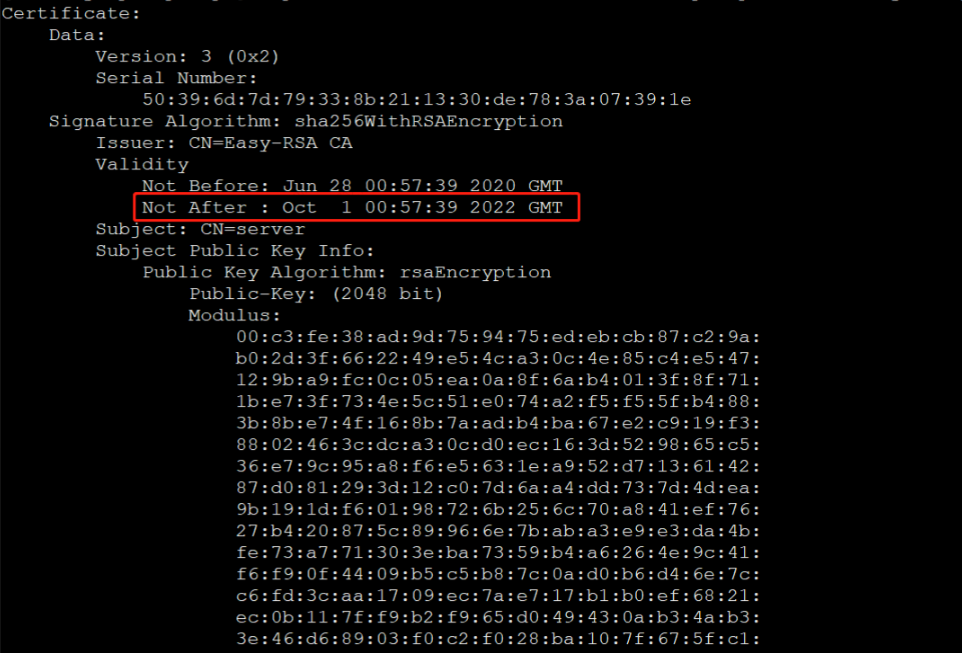 Certificate:
Data:
Version: 3 (0x2)
Serial Number:
50:39:6d:7d:79:33:8b:21:13:30:de:78:3a:07:39:1e
Signature Algorithm: sha256WithRSAEncryption
Issuer: CN=Easy-RSA CA
Validity
Not Before: Jun 28 00:57:39 2020 GMT
Not After : Oct  1 00:57:39 2022 GMT
Subject: CN=server
Subject Public Key Info:
Public Key Algorithm: rsaEncryption
Public-Key: (2048 bit)
Modulus:
00:c3:fe:38:ad:9d:75:94:75:ed:eb:cb:87:c2:9a:
b0:2d:3f:66:22:49:e5:4c:a3:0c:4e:85:c4:e5:47:
12:9b:a9:fc:0c:05:ea:0a:8f:6a:b4:01:3f:8f:71:
1b:e7:3f:73:4e:5c:51:e0:74:a2:f5:f5:5f:b4:88:
3b:8b:e7:4f:16:8b:7a:ad:b4:ba:67:e2:c9:19:f3:
88:02:46:3c:dc:a3:0c:d0:ec:16:3d:52:98:65:c5:
36:e7:9c:95:a8:f6:e5:63:1e:a9:52:d7:13:61:42:
87:d0:81:29:3d:12:c0:7d:6a:a4:dd:73:7d:4d:ea:
9b:19:1d:f6:01:98:72:6b:25:6c:70:a8:41:ef:76:
27:b4:20:87:5c:89:96:6e:7b:ab:a3:e9:e3:da:4b:
fe:73:a7:71:30:3e:ba:73:59:b4:a6:26:4e:9c:41:
f6:f9:0f:44:09:b5:c5:b8:7c:0a:d0:b6:d4:6e:7c:
c6:fd:3c:aa:17:09:ec:7a:e7:17:b1:b0:ef:68:21:
ec:0b:11:7f:f9:b2:f9:65:d0:49:43:0a:b3:4a:b3:
3e:46:d6:89:03:f0:c2:f0:28:ba:10:7f:67:5f:c1: